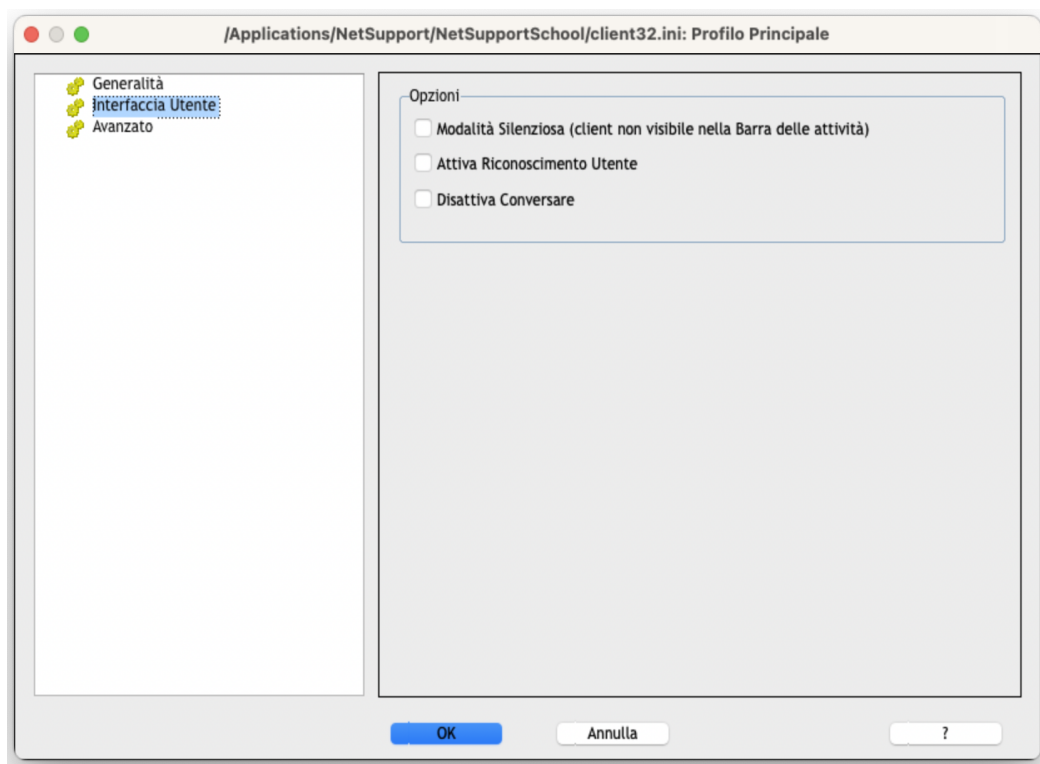 /Applications/NetSupport/NetSupportSchool/client32.ini: Profilo Principale
Generalità
Interfaccia Utente
Avanzato
Opzioni
Modalità Silenziosa (client non visibile nella Barra delle attività)
Attiva Riconoscimento Utente
Disattiva Conversare
OK
Annulla
?